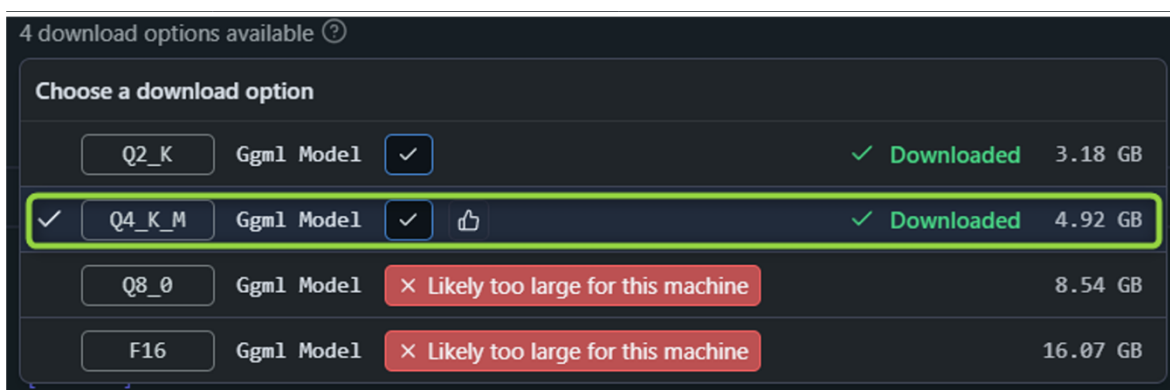 4 download options available ?
Choose a download option
Q2_K Ggml Model Downloaded 3.18 GB
Q4_K_M Ggml Model Downloaded 4.92 GB
Q8_0 Ggml Model × Likely too large for this machine 8.54 GB
F16 Ggml Model × Likely too large for this machine 16.07 GB